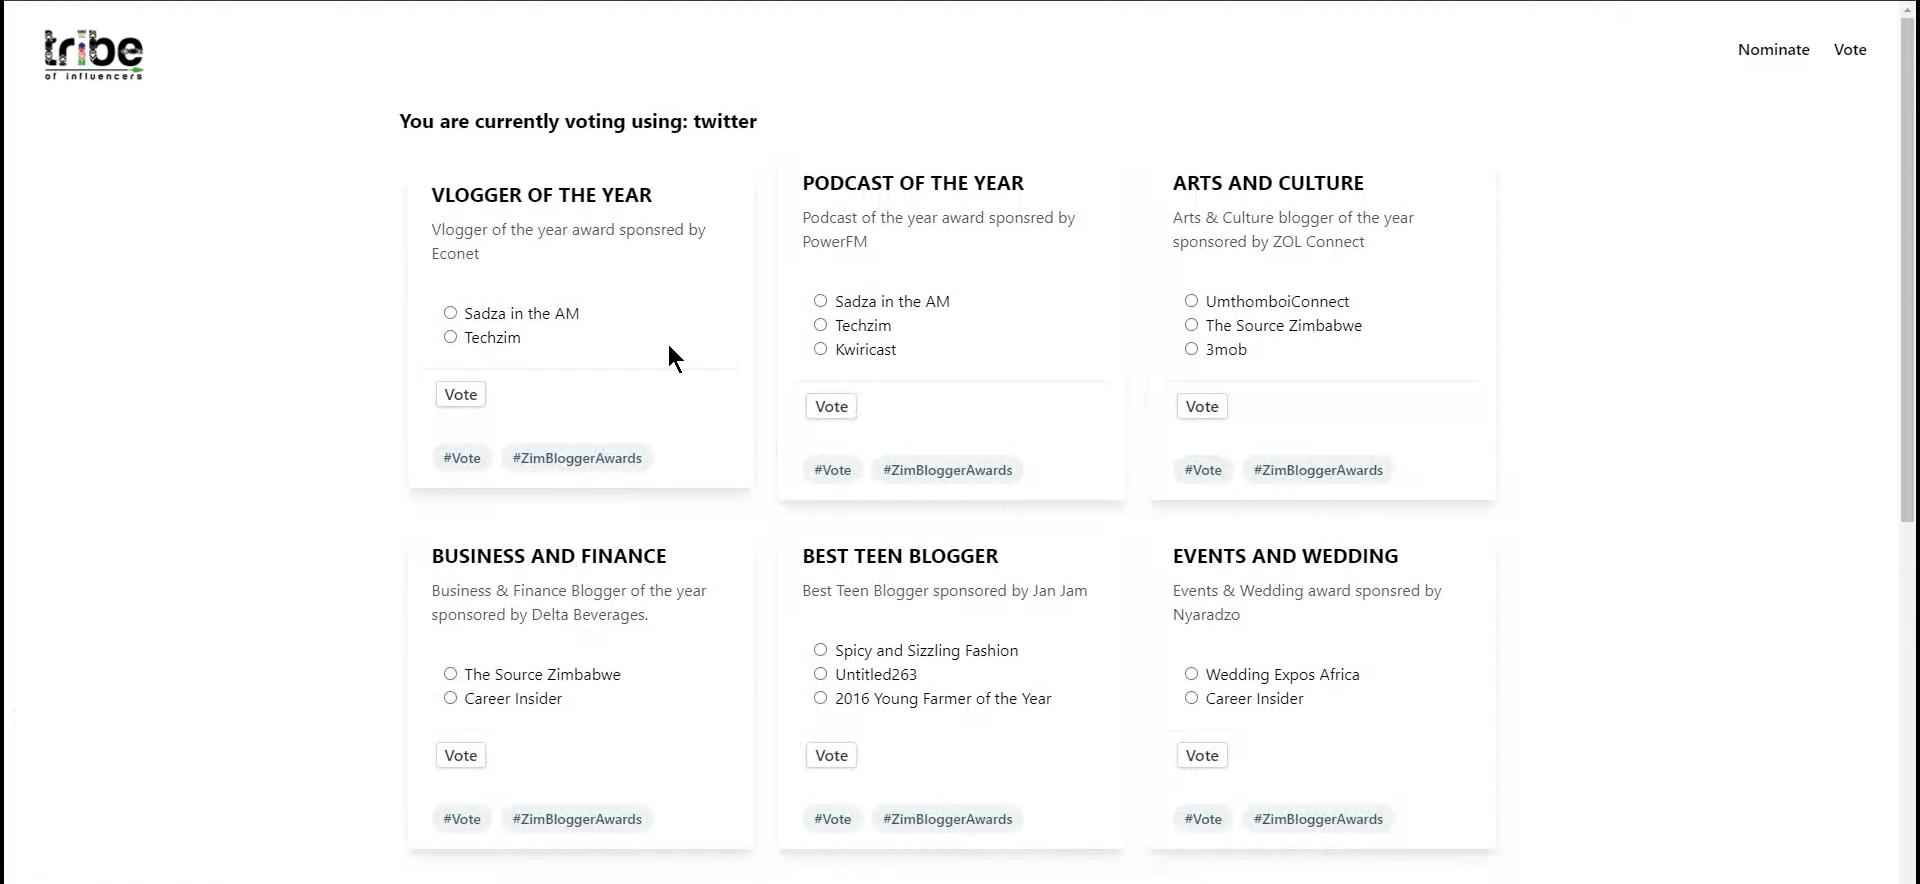 tribe
of influencers
Nominate
Vote
You are currently voting using: twitter
VLOGGER OF THE YEAR
Vlogger of the year award sponsred by
Econet
Sadza in the AM
Techzim
Vote
#Vote
#ZimBloggerAwards
PODCAST OF THE YEAR
Podcast of the year award sponsred by
PowerFM
Sadza in the AM
Techzim
Kwiricast
Vote
#Vote
#ZimBloggerAwards
ARTS AND CULTURE
Arts & Culture blogger of the year
sponsored by ZOL Connect
UmthomboiConnect
The Source Zimbabwe
3mob
Vote
#Vote
#ZimBloggerAwards
BUSINESS AND FINANCE
Business & Finance Blogger of the year
sponsored by Delta Beverages.
The Source Zimbabwe
Career Insider
Vote
#Vote
#ZimBloggerAwards
BEST TEEN BLOGGER
Best Teen Blogger sponsored by Jan Jam
Spicy and Sizzling Fashion
Untitled263
2016 Young Farmer of the Year
Vote
#Vote
#ZimBloggerAwards
EVENTS AND WEDDING
Events & Wedding award sponsred by
Nyaradzo
Wedding Expos Africa
Career Insider
Vote
#Vote
#ZimBloggerAwards